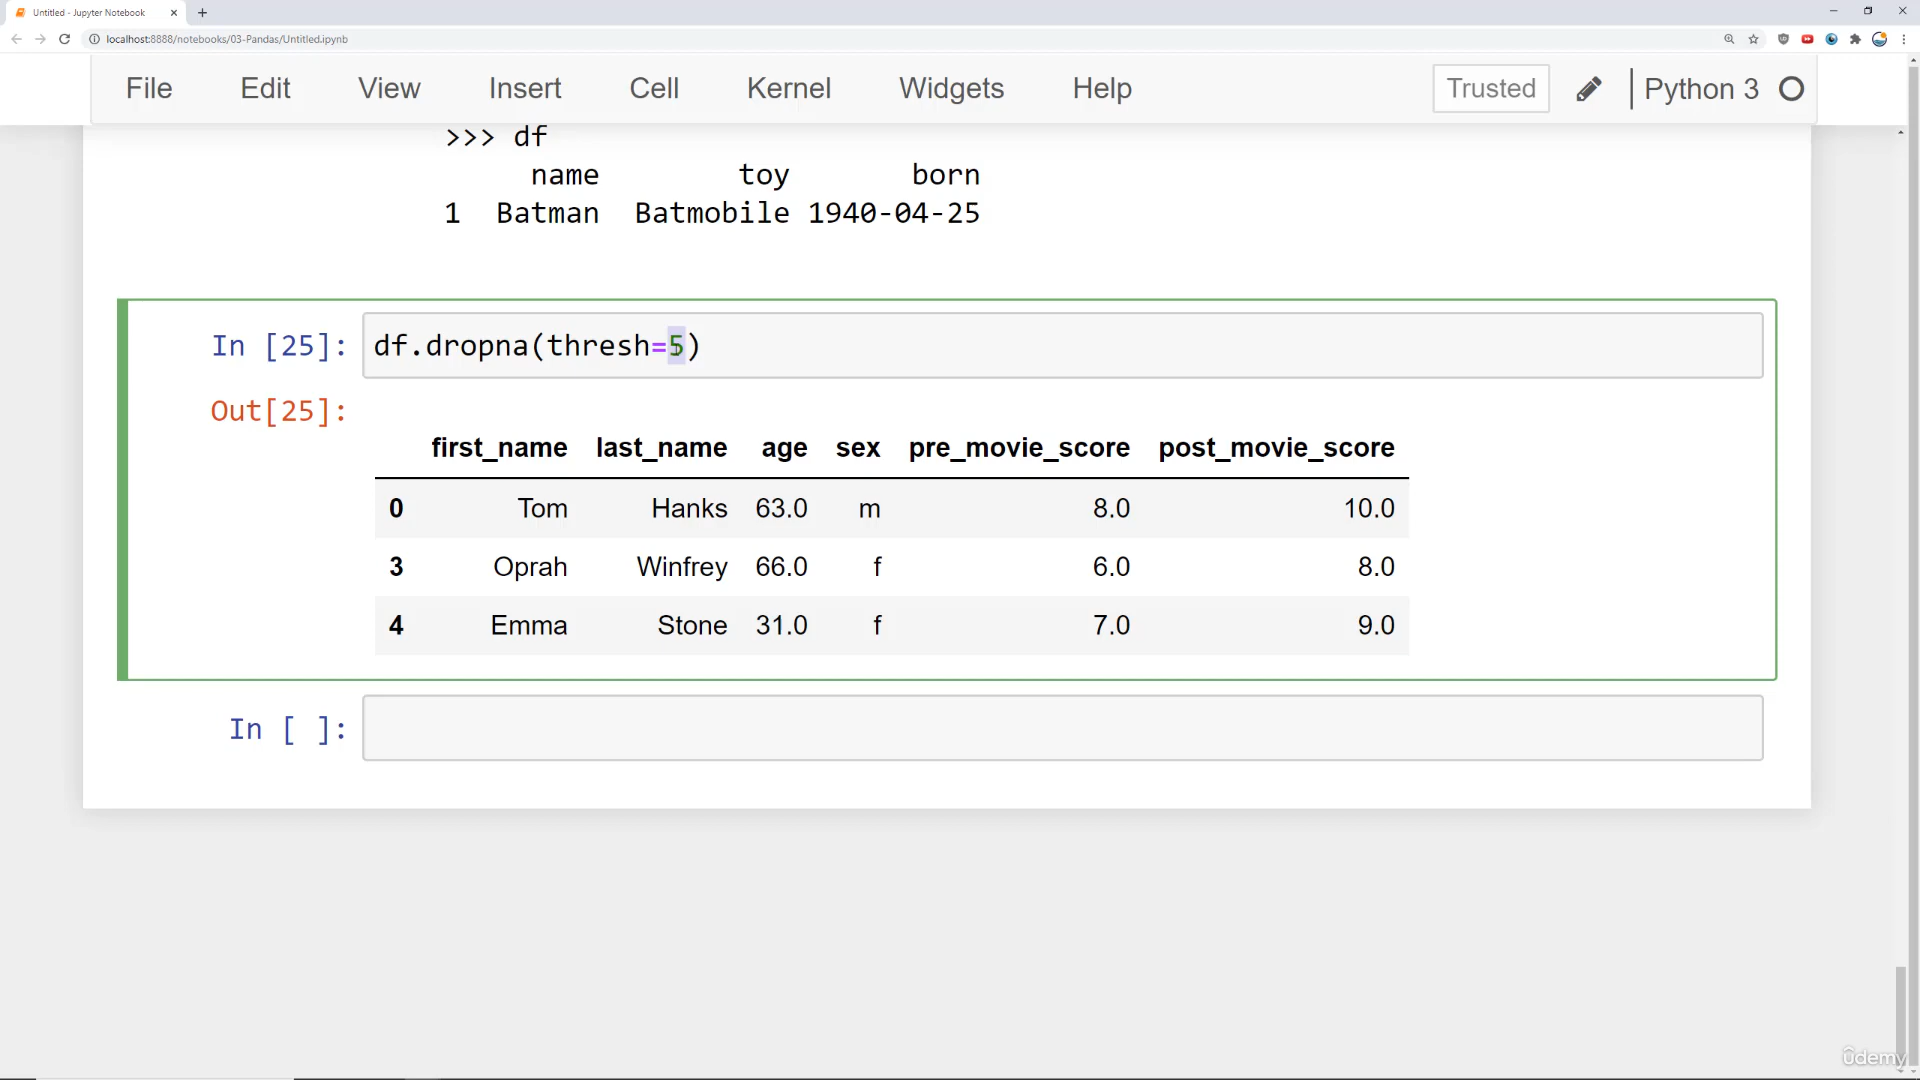 Untitled - Jupyter Notebook
localhost:8888/notebooks/03-Pandas/Untitled.ipynb
File Edit View Insert Cell Kernel Widgets Help Trusted Python 3
>>> df
name toy born
1 Batman Batmobile 1940-04-25
In [25]: df.dropna(thresh=5)
Out[25]:
first_name last_name age sex pre_movie_score post_movie_score
0 Tom Hanks 63.0 m 8.0 10.0
3 Oprah Winfrey 66.0 f 6.0 8.0
4 Emma Stone 31.0 f 7.0 9.0
In [ ]:
ûdemy